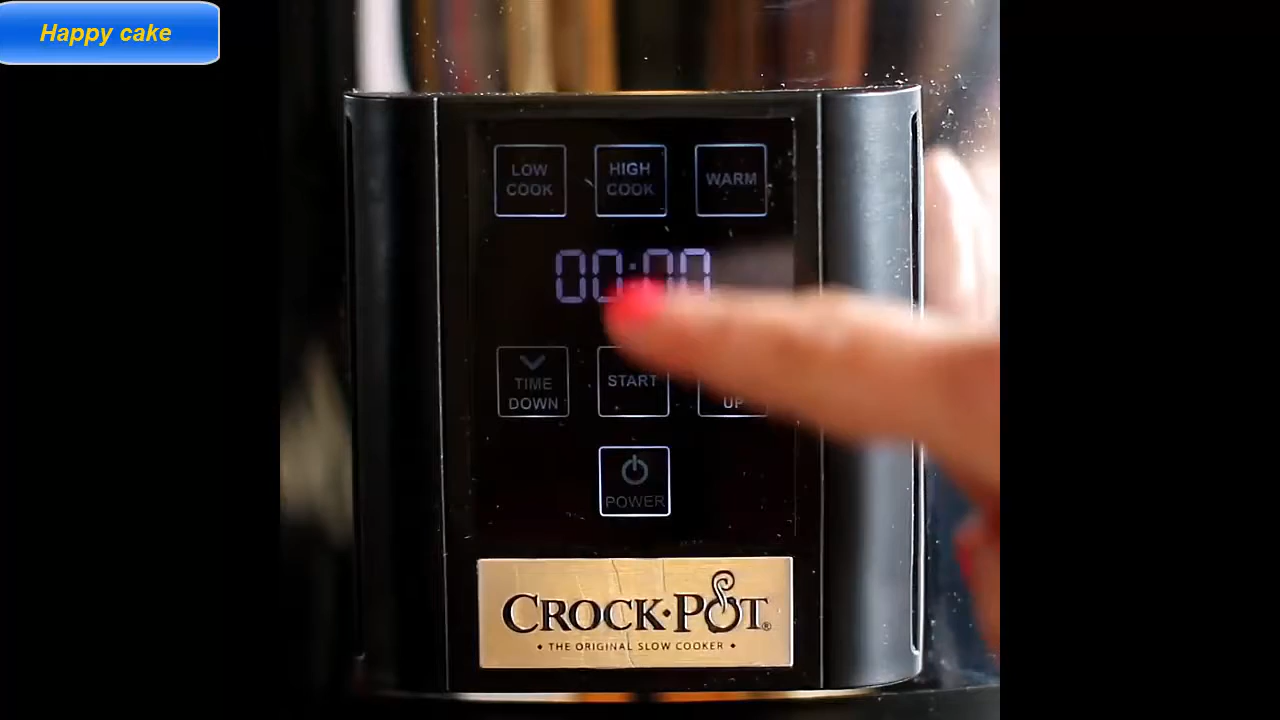 Happy cake
LOW
COOK
HIGH
COOK
WARM
00:00
TIME
DOWN
START
UP
POWER
CROCK·POT®
THE ORIGINAL SLOW COOKER